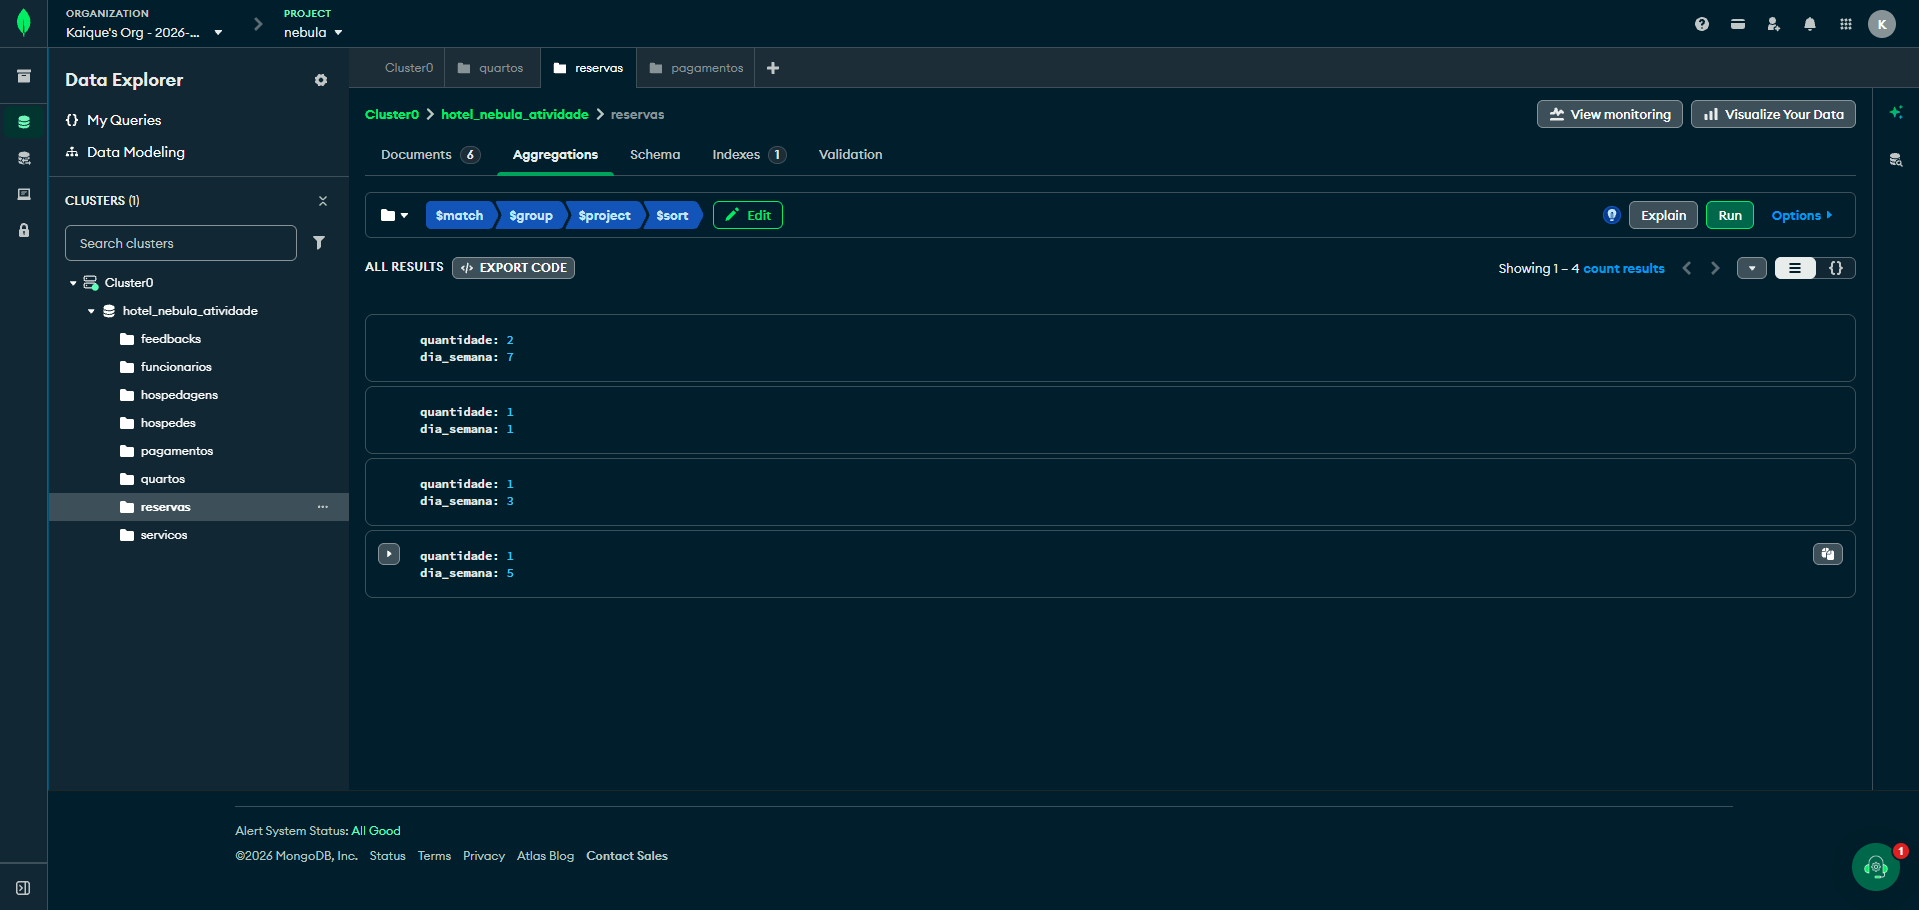 ORGANIZATION
Kaique's Org - 2026-...
PROJECT
nebula
K
Data Explorer
My Queries
Data Modeling
CLUSTERS (1)
Search clusters
Cluster0
hotel_nebula_atividade
feedbacks
funcionarios
hospedagens
hospedes
pagamentos
quartos
reservas
servicos
Cluster0
quartos
reservas
pagamentos
Cluster0 > hotel_nebula_atividade > reservas
View monitoring
Visualize Your Data
Documents 6
Aggregations
Schema
Indexes 1
Validation
$match $group $project $sort
Edit
Explain
Run
Options
ALL RESULTS
EXPORT CODE
Showing 1 – 4 count results
quantidade: 2
dia_semana: 7
quantidade: 1
dia_semana: 1
quantidade: 1
dia_semana: 3
quantidade: 1
dia_semana: 5
Alert System Status: All Good
©2026 MongoDB, Inc. Status Terms Privacy Atlas Blog Contact Sales
1